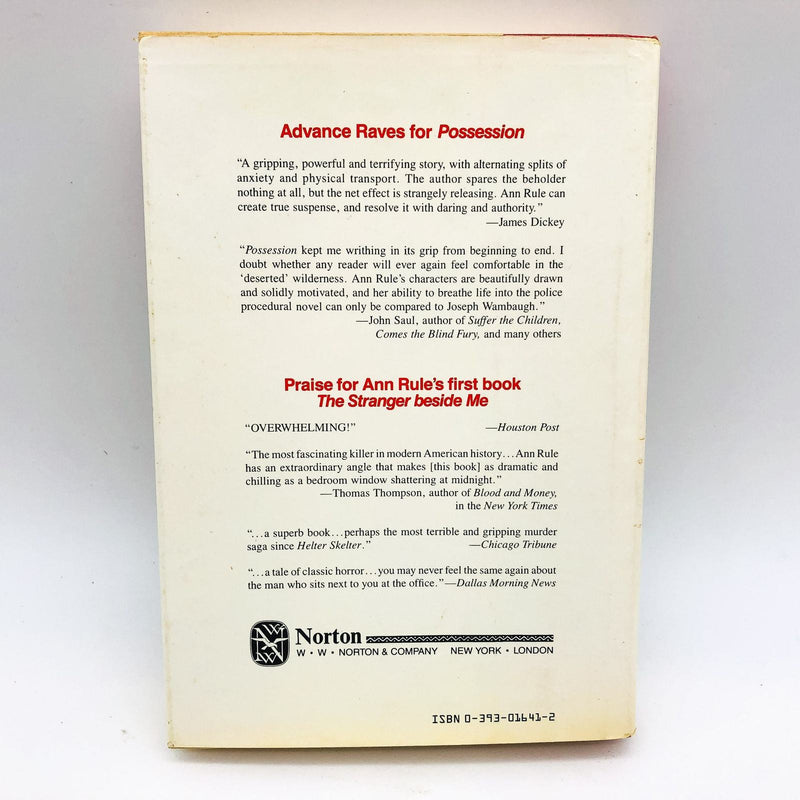 Advance Raves for Possession
“A gripping, powerful and terrifying story, with alternating splits of
anxiety and physical transport. The author spares the beholder
nothing at all, but the net effect is strangely releasing. Ann Rule can
create true suspense, and resolve it with daring and authority.”
—James Dickey
“Possession kept me writhing in its grip from beginning to end. I
doubt whether any reader will ever again feel comfortable in the
‘deserted’ wilderness. Ann Rule’s characters are beautifully drawn
and solidly motivated, and her ability to breathe life into the police
procedural novel can only be compared to Joseph Wambaugh.”
—John Saul, author of Suffer the Children,
Comes the Blind Fury, and many others
Praise for Ann Rule’s first book
The Stranger beside Me
“OVERWHELMING!” —Houston Post
“The most fascinating killer in modern American history...Ann Rule
has an extraordinary angle that makes [this book] as dramatic and
chilling as a bedroom window shattering at midnight.”
—Thomas Thompson, author of Blood and Money,
in the New York Times
“...a superb book...perhaps the most terrible and gripping murder
saga since Helter Skelter.” —Chicago Tribune
“...a tale of classic horror...you may never feel the same again about
the man who sits next to you at the office.”—Dallas Morning News
Norton
W • W • NORTON & COMPANY NEW YORK • LONDON
ISBN 0-393-01641-2